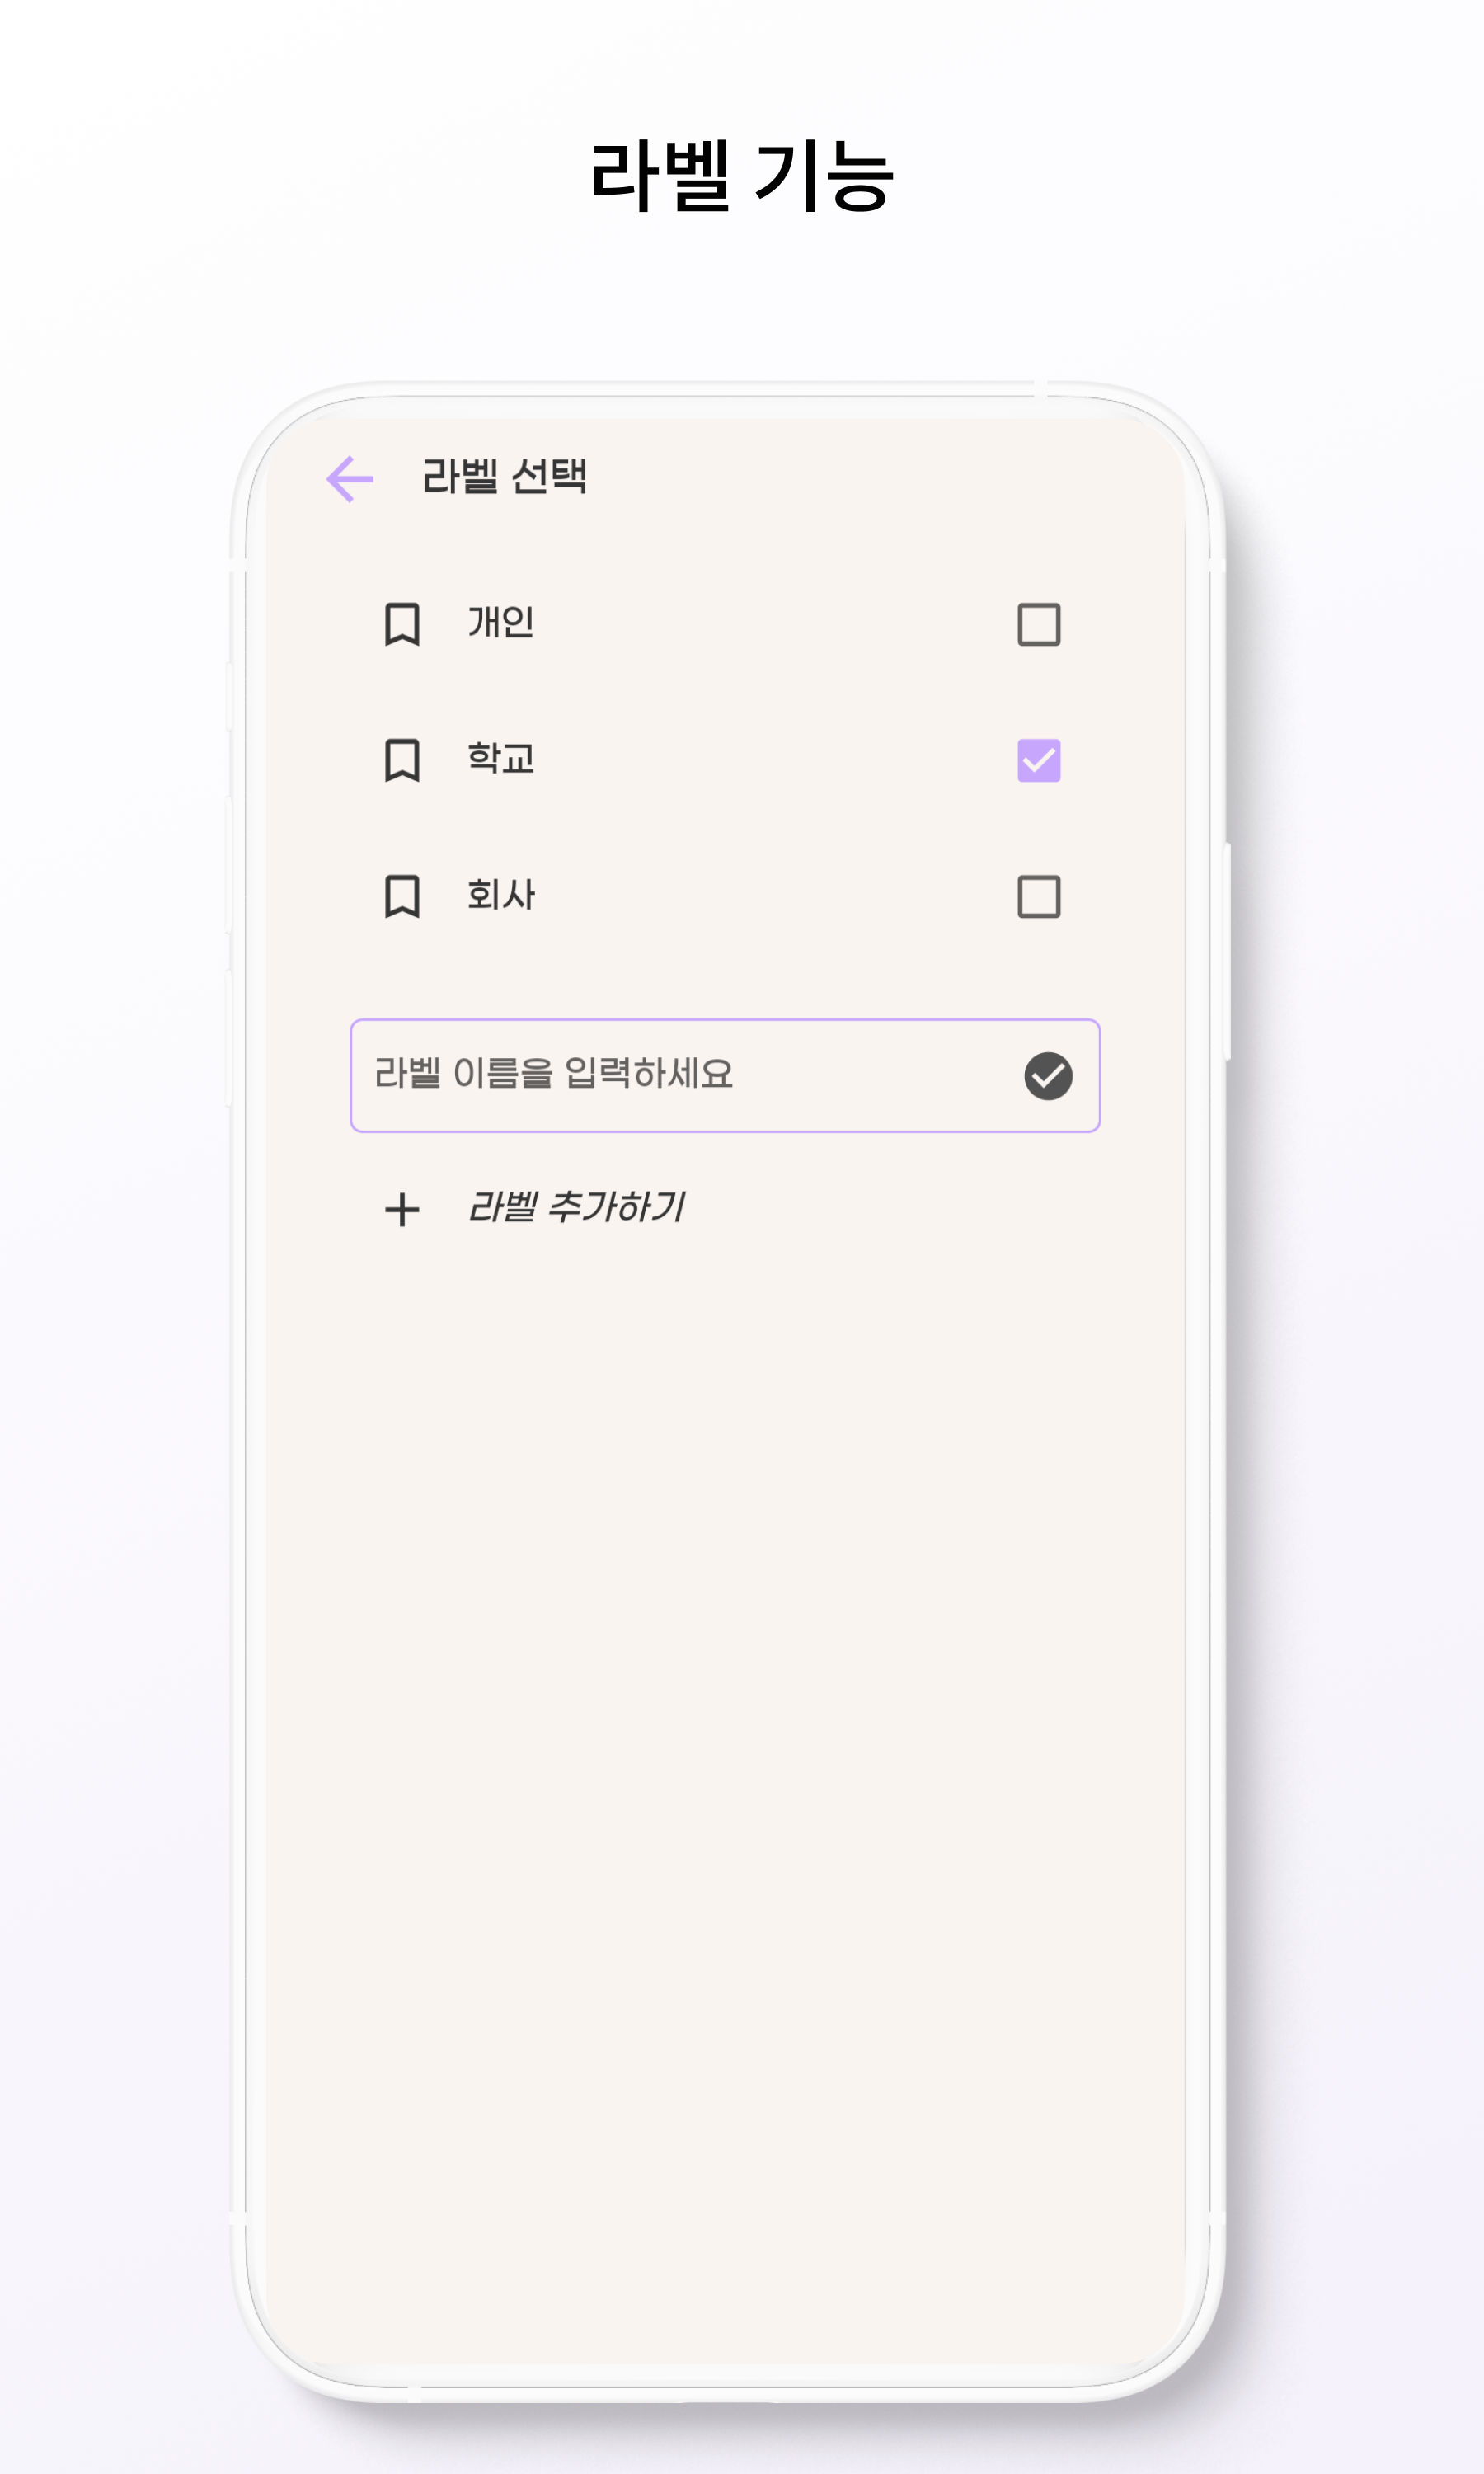 라벨 기능
라벨 선택
개인
학교
회사
라벨 이름을 입력하세요
라벨 추가하기